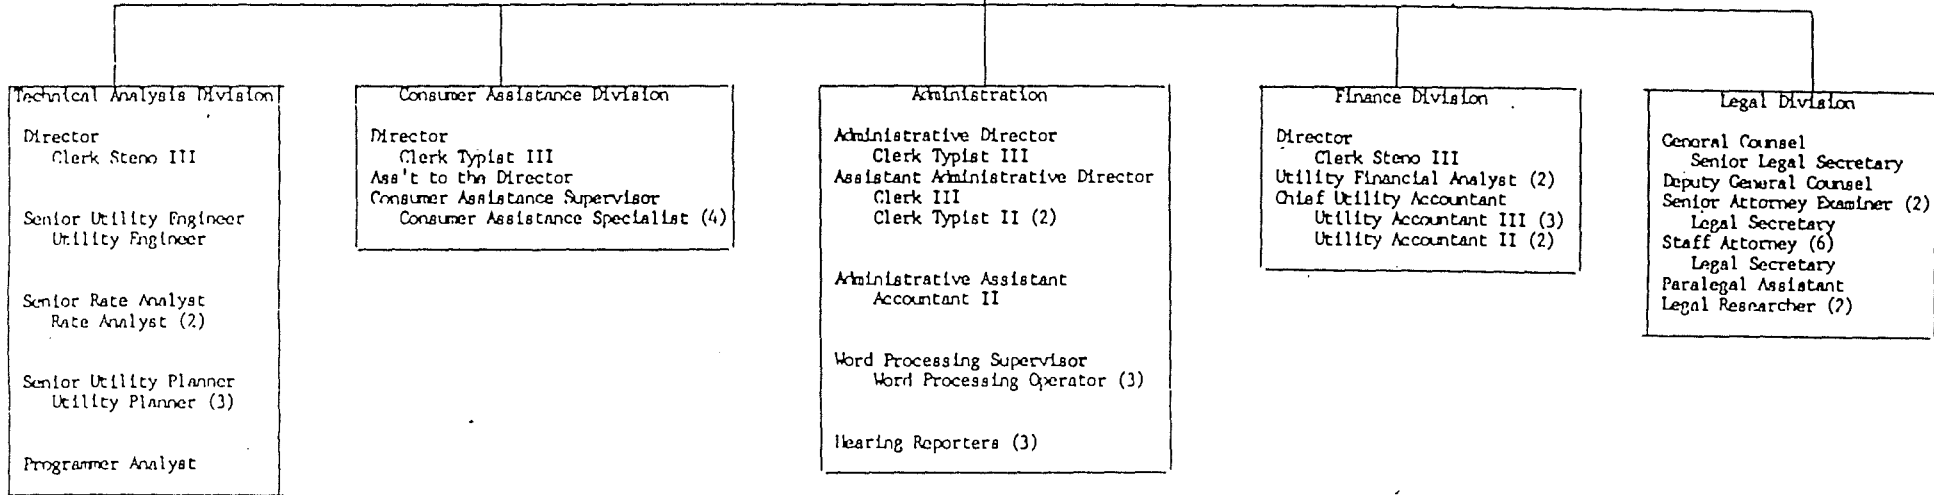 Technical Analysis Division
Director
Clerk Steno III
Senior Utility Engineer
Utility Engineer
Senior Rate Analyst
Rate Analyst (2)
Senior Utility Planner
Utility Planner (3)
Programmer Analyst
Consumer Assistance Division
Director
Clerk Typist III
Ass't to the Director
Consumer Assistance Supervisor
Consumer Assistance Specialist (4)
Administration
Administrative Director
Clerk Typist III
Assistant Administrative Director
Clerk III
Clerk Typist II (2)
Administrative Assistant
Accountant II
Word Processing Supervisor
Word Processing Operator (3)
Hearing Reporters (3)
Finance Division
Director
Clerk Steno III
Utility Financial Analyst (2)
Chief Utility Accountant
Utility Accountant III (3)
Utility Accountant II (2)
Legal Division
General Counsel
Senior Legal Secretary
Deputy General Counsel
Senior Attorney Examiner (2)
Legal Secretary
Staff Attorney (6)
Legal Secretary
Paralegal Assistant
Legal Researcher (2)